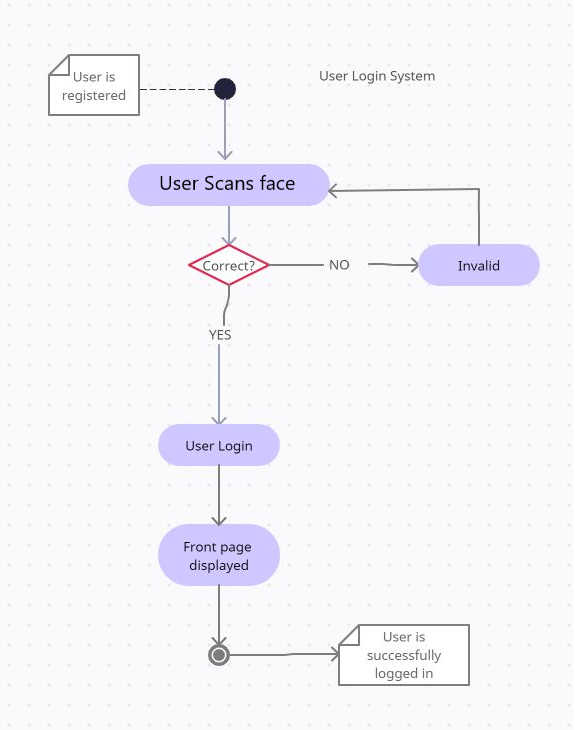 User is
registered
User Login System
User Scans face
Correct?
NO
Invalid
YES
User Login
Front page
displayed
User is
successfully
logged in